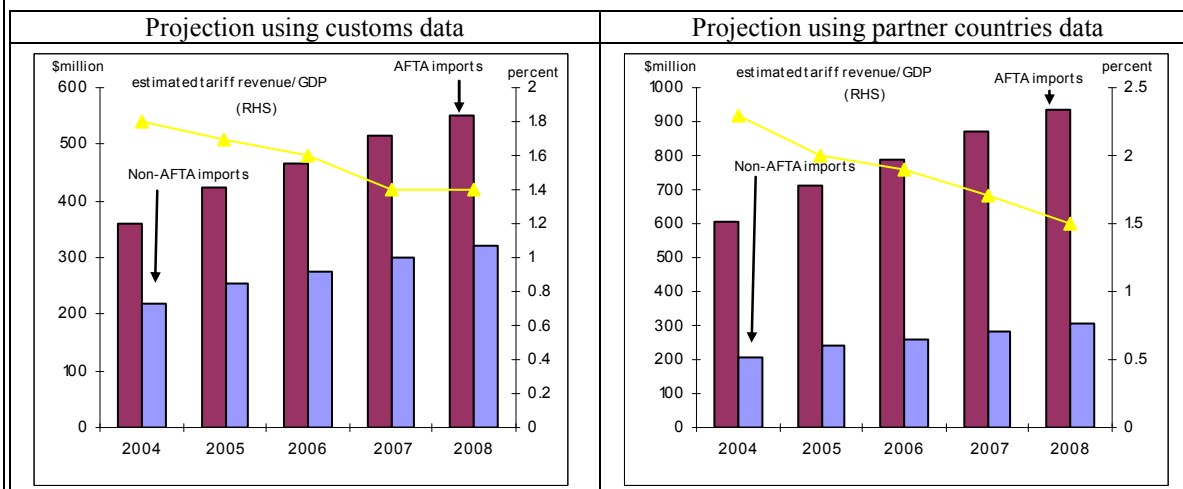 Projection using customs data
$million
estimated tariff revenue/ GDP
(RHS)
AFTA imports
percent
Non-AFTA imports
600
500
400
300
200
100
0
2
1.8
1.6
1.4
1.2
1
0.8
0.6
0.4
0.2
0
2004 2005 2006 2007 2008
Projection using partner countries data
$million
estimated tariff revenue/ GDP
(RHS)
AFTA imports
percent
Non-AFTA imports
1000
900
800
700
600
500
400
300
200
100
0
2.5
2
1.5
1
0.5
0
2004 2005 2006 2007 2008